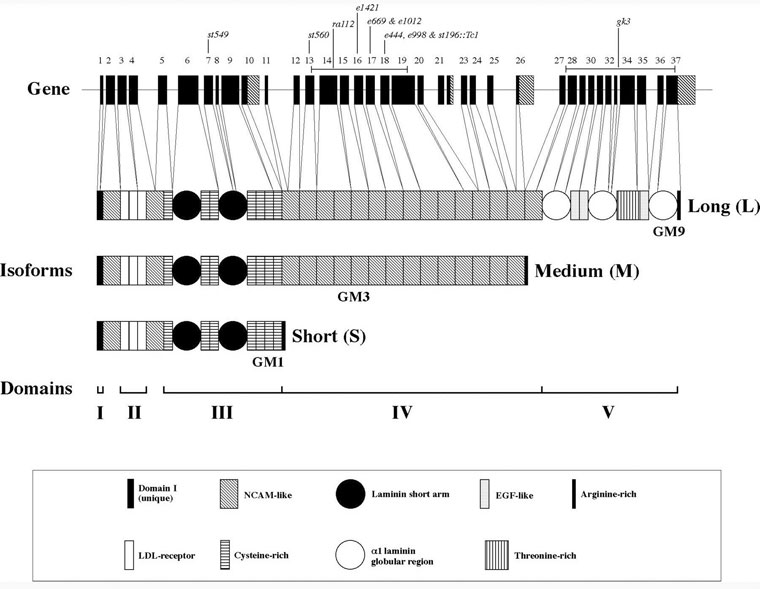 e1421
ra112
gk3
st549 st560 e669 & e1012
e444, e998 & st196::Tc1
1 2 3 4 5 6 7 8 9 10 11 12 13 14 15 16 17 18 19 20 21 22 23 24 25 26 27 28 30 32 34 35 36 37
Gene
Long (L)
GM9
Isoforms
Medium (M)
GM3
Short (S)
GM1
Domains
I II III IV V
Domain I
(unique)
NCAM-like
Laminin short arm
EGF-like
Arginine-rich
LDL-receptor
Cysteine-rich
α1 laminin
globular region
Threonine-rich